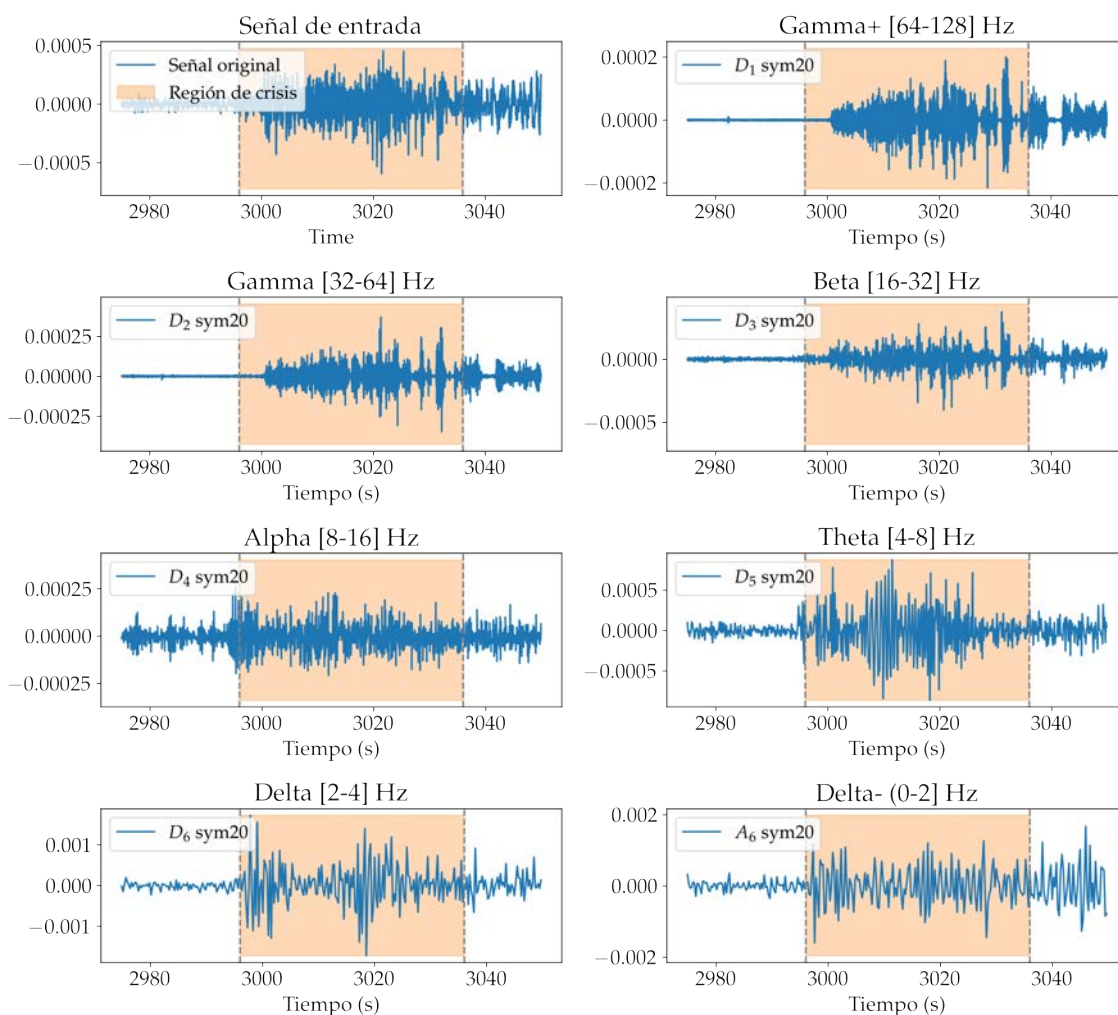 Señal de entrada
0.0005
0.0000
−0.0005
Señal original
Región de crisis
2980 3000 3020 3040
Time
Gamma+ [64-128] Hz
0.0002
0.0000
−0.0002
D1 sym20
2980 3000 3020 3040
Tiempo (s)
Gamma [32-64] Hz
0.00025
0.00000
−0.00025
D2 sym20
2980 3000 3020 3040
Tiempo (s)
Beta [16-32] Hz
0.0000
−0.0005
D3 sym20
2980 3000 3020 3040
Tiempo (s)
Alpha [8-16] Hz
0.00025
0.00000
−0.00025
D4 sym20
2980 3000 3020 3040
Tiempo (s)
Theta [4-8] Hz
0.0005
0.0000
−0.0005
D5 sym20
2980 3000 3020 3040
Tiempo (s)
Delta [2-4] Hz
0.001
0.000
−0.001
D6 sym20
2980 3000 3020 3040
Tiempo (s)
Delta- (0-2] Hz
0.002
0.000
−0.002
A6 sym20
2980 3000 3020 3040
Tiempo (s)